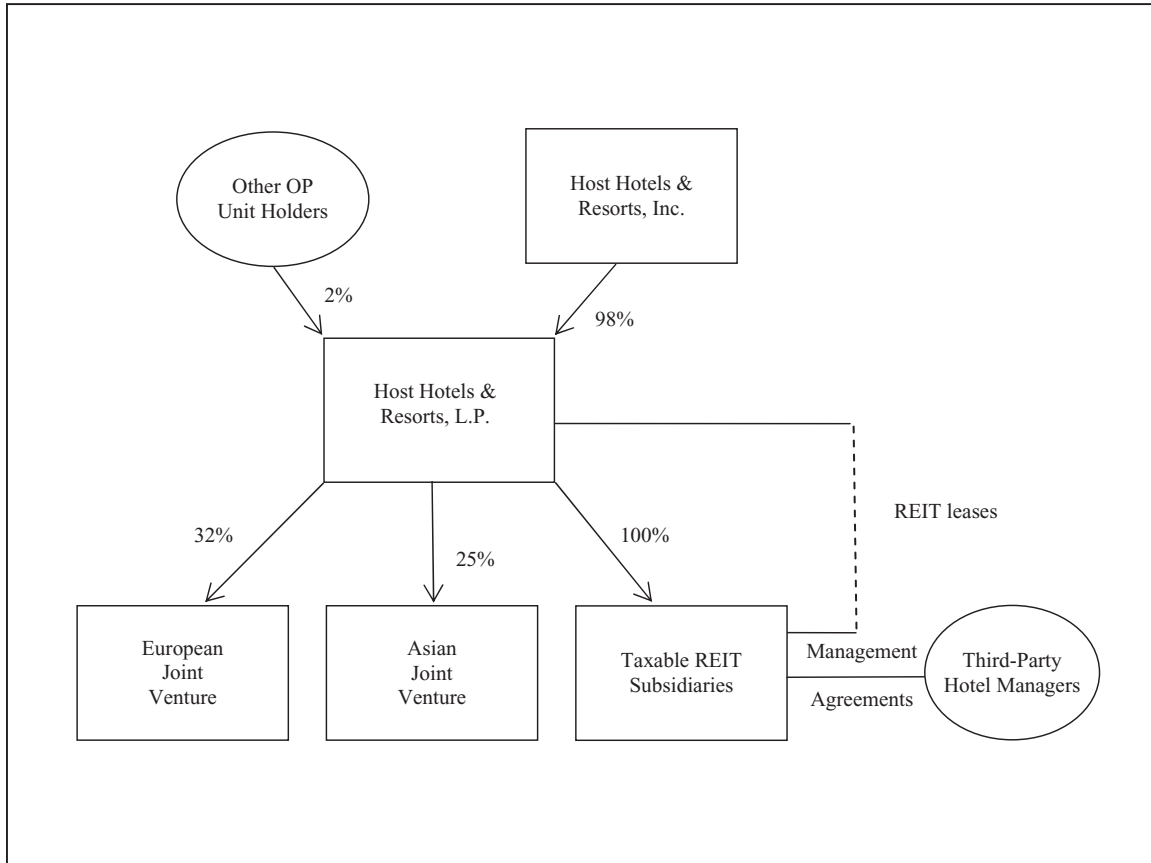 Other OP
Unit Holders
Host Hotels &
Resorts, Inc.
2%
98%
Host Hotels &
Resorts, L.P.
REIT leases
32%
25%
100%
European
Joint
Venture
Asian
Joint
Venture
Taxable REIT
Subsidiaries
Management
Agreements
Third-Party
Hotel Managers